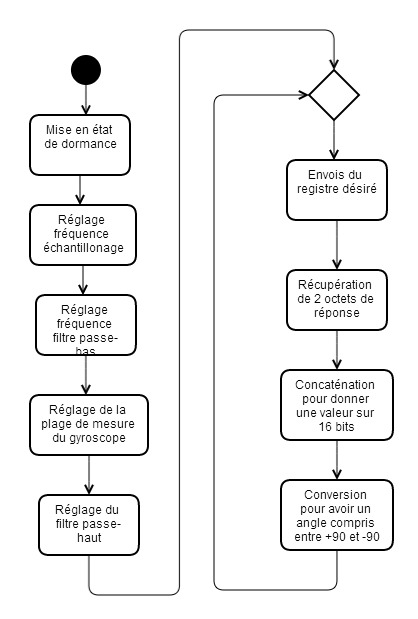 Mise en état
de dormance
Réglage
fréquence
échantillonage
Réglage
fréquence
filtre passe-
bas
Réglage de la
plage de mesure
du gyroscope
Réglage du
filtre passe-
haut
Envois du
registre désiré
Récupération
de 2 octets de
réponse
Concaténation
pour donner
une valeur sur
16 bits
Conversion
pour avoir un
angle compris
entre +90 et -90